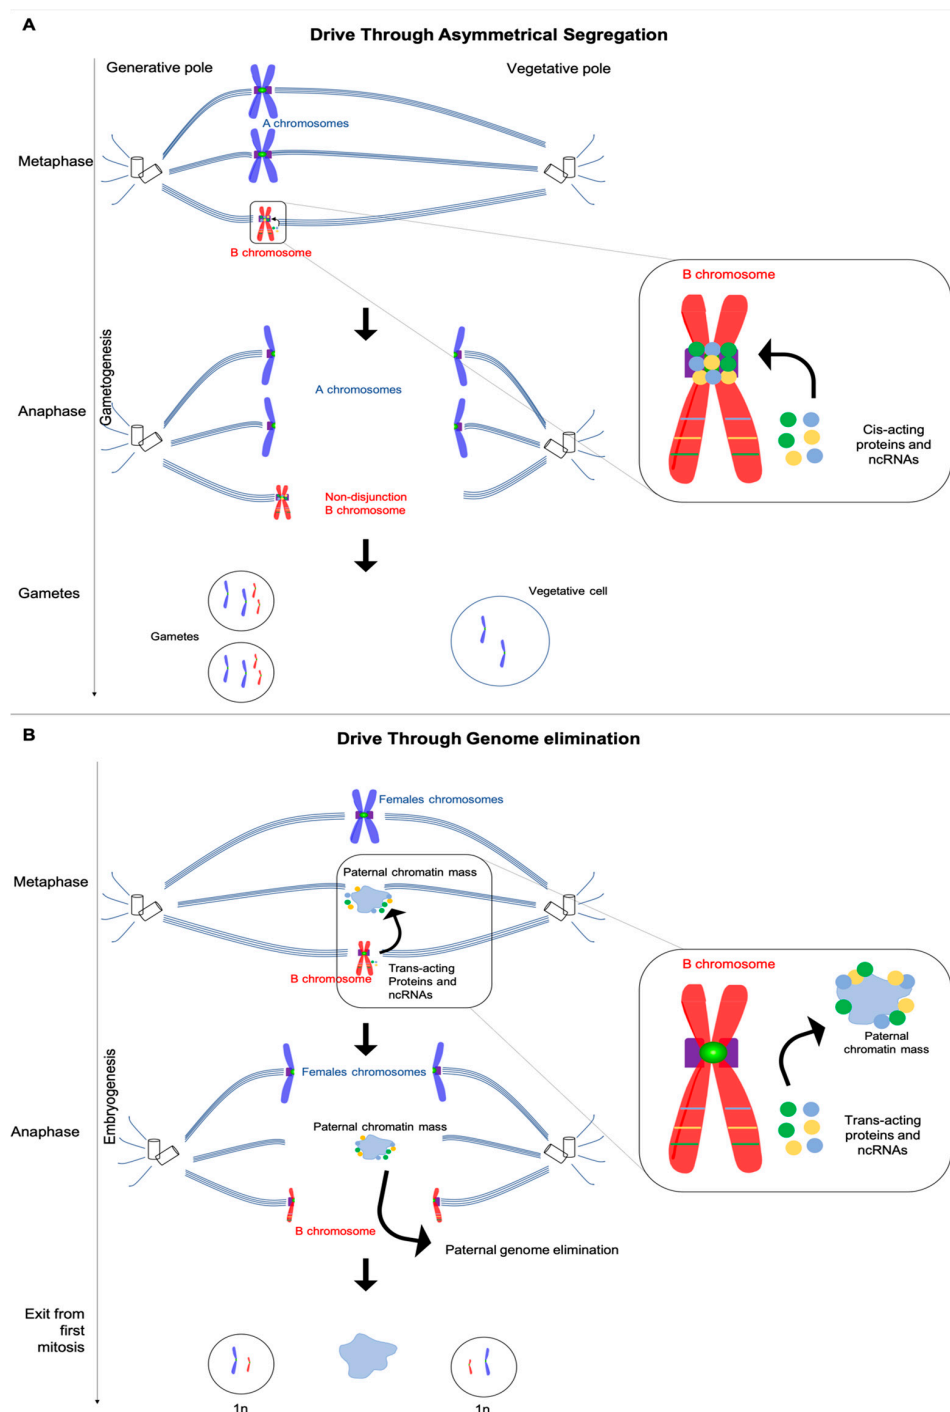 A
Drive Through Asymmetrical Segregation
Generative pole
Vegetative pole
A chromosomes
Metaphase
B chromosome
B chromosome
Cis-acting
proteins and
ncRNAs
Gametogenesis
A chromosomes
Anaphase
Non-disjunction
B chromosome
Gametes
Vegetative cell
Gametes
B
Drive Through Genome elimination
Females chromosomes
Metaphase
Paternal chromatin mass
B chromosome
Trans-acting
Proteins and
ncRNAs
B chromosome
Paternal
chromatin mass
Trans-acting
proteins and
ncRNAs
Embryogenesis
Females chromosomes
Anaphase
Paternal chromatin mass
B chromosome
Paternal genome elimination
Exit from
first
mitosis
1n
1n